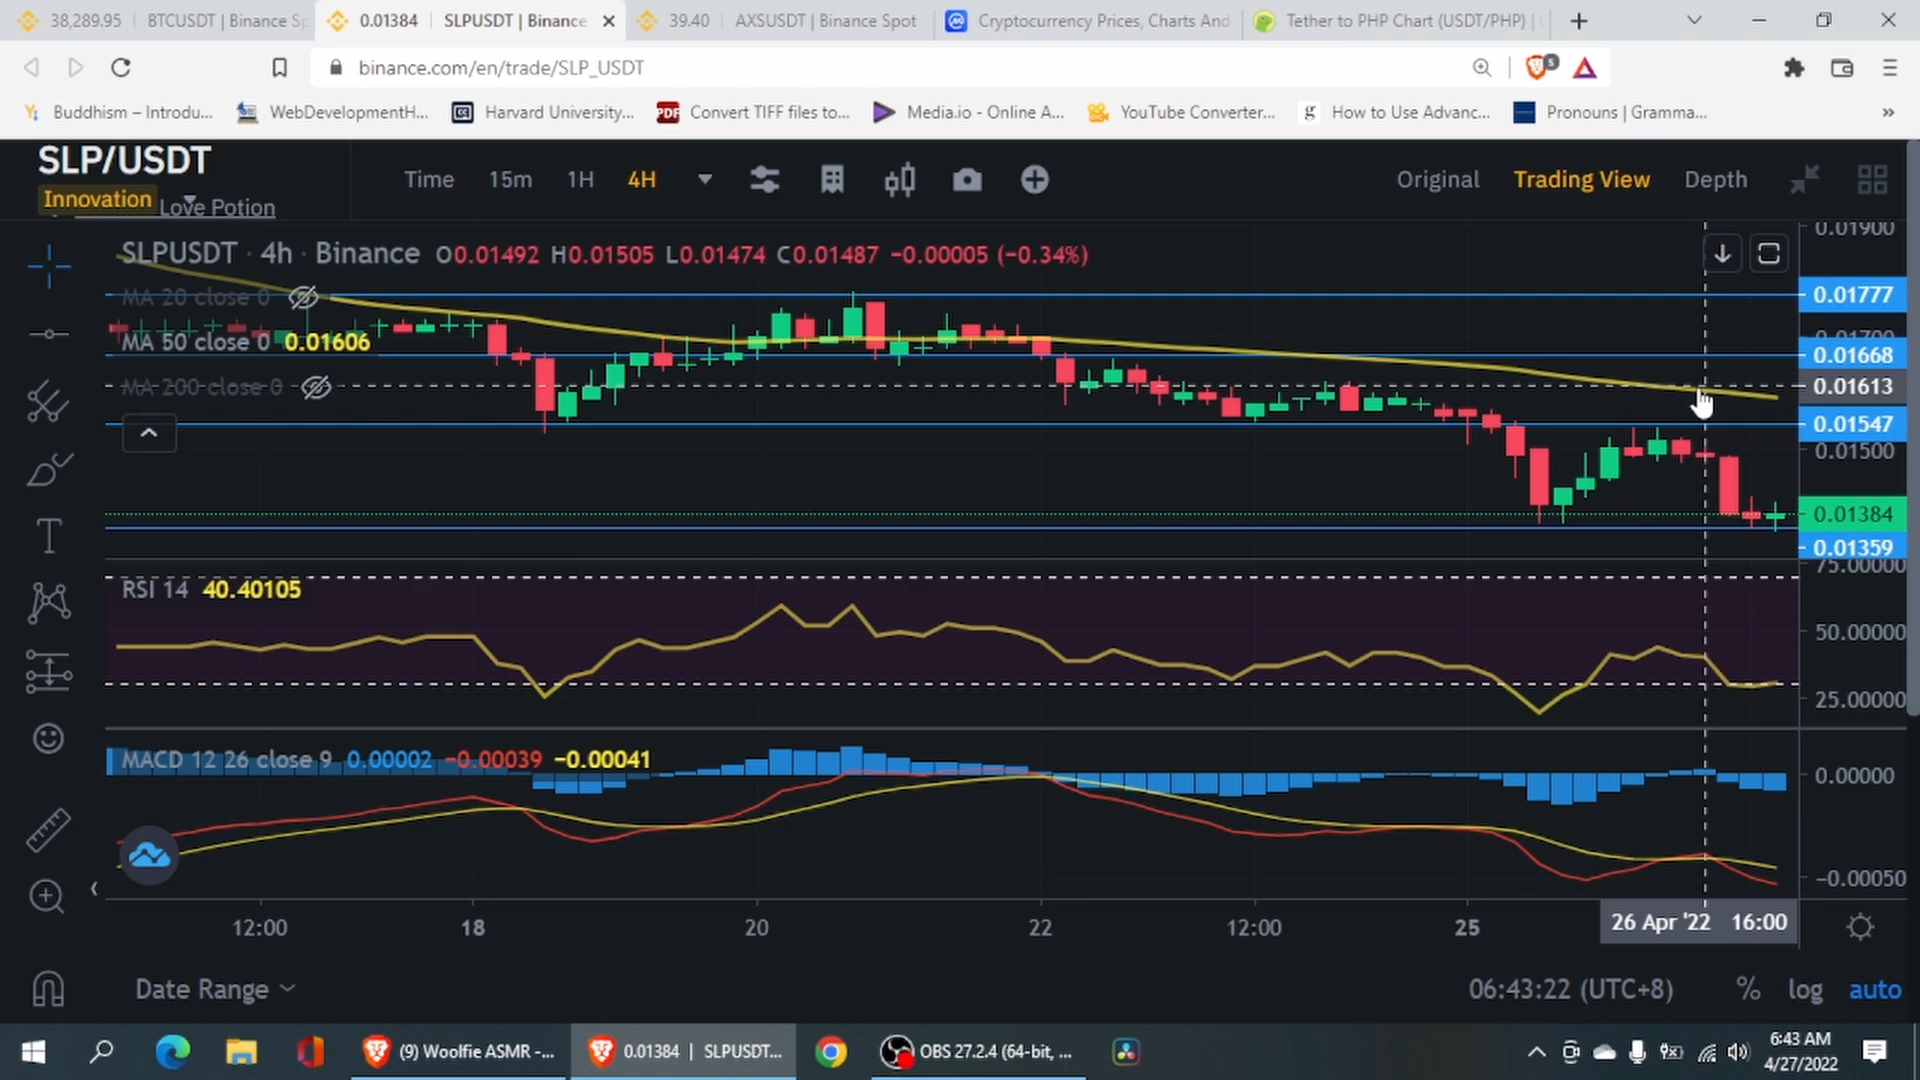 38,289.95 BTCUSDT | Binance Sp
0.01384 SLPUSDT | Binance
39.40 AXSUSDT | Binance Spot
Cryptocurrency Prices, Charts And
Tether to PHP Chart (USDT/PHP) |
binance.com/en/trade/SLP_USDT
5
Buddhism – Introdu...
WebDevelopmentH...
Harvard University...
PDF Convert TIFF files to...
Media.io - Online A...
YouTube Converter...
g How to Use Advanc...
Pronouns | Gramma...
»
SLP/USDT
Innovation Love Potion
Time 15m 1H 4H
Original Trading View Depth
SLPUSDT · 4h · Binance O0.01492 H0.01505 L0.01474 C0.01487 −0.00005 (−0.34%)
MA 20 close 0
MA 50 close 0 0.01606
MA 200 close 0
0.01900
0.01777
0.01700
0.01668
0.01613
0.01547
0.01500
0.01384
0.01359
75.00000
RSI 14 40.40105
50.00000
25.00000
MACD 12 26 close 9 0.00002 −0.00039 −0.00041
0.00000
−0.00050
12:00 18 20 22 12:00 25 26 Apr '22 16:00
Date Range
06:43:22 (UTC+8) % log auto
(9) Woolfie ASMR -...
0.01384 | SLPUSDT...
OBS 27.2.4 (64-bit, ...
6:43 AM
4/27/2022